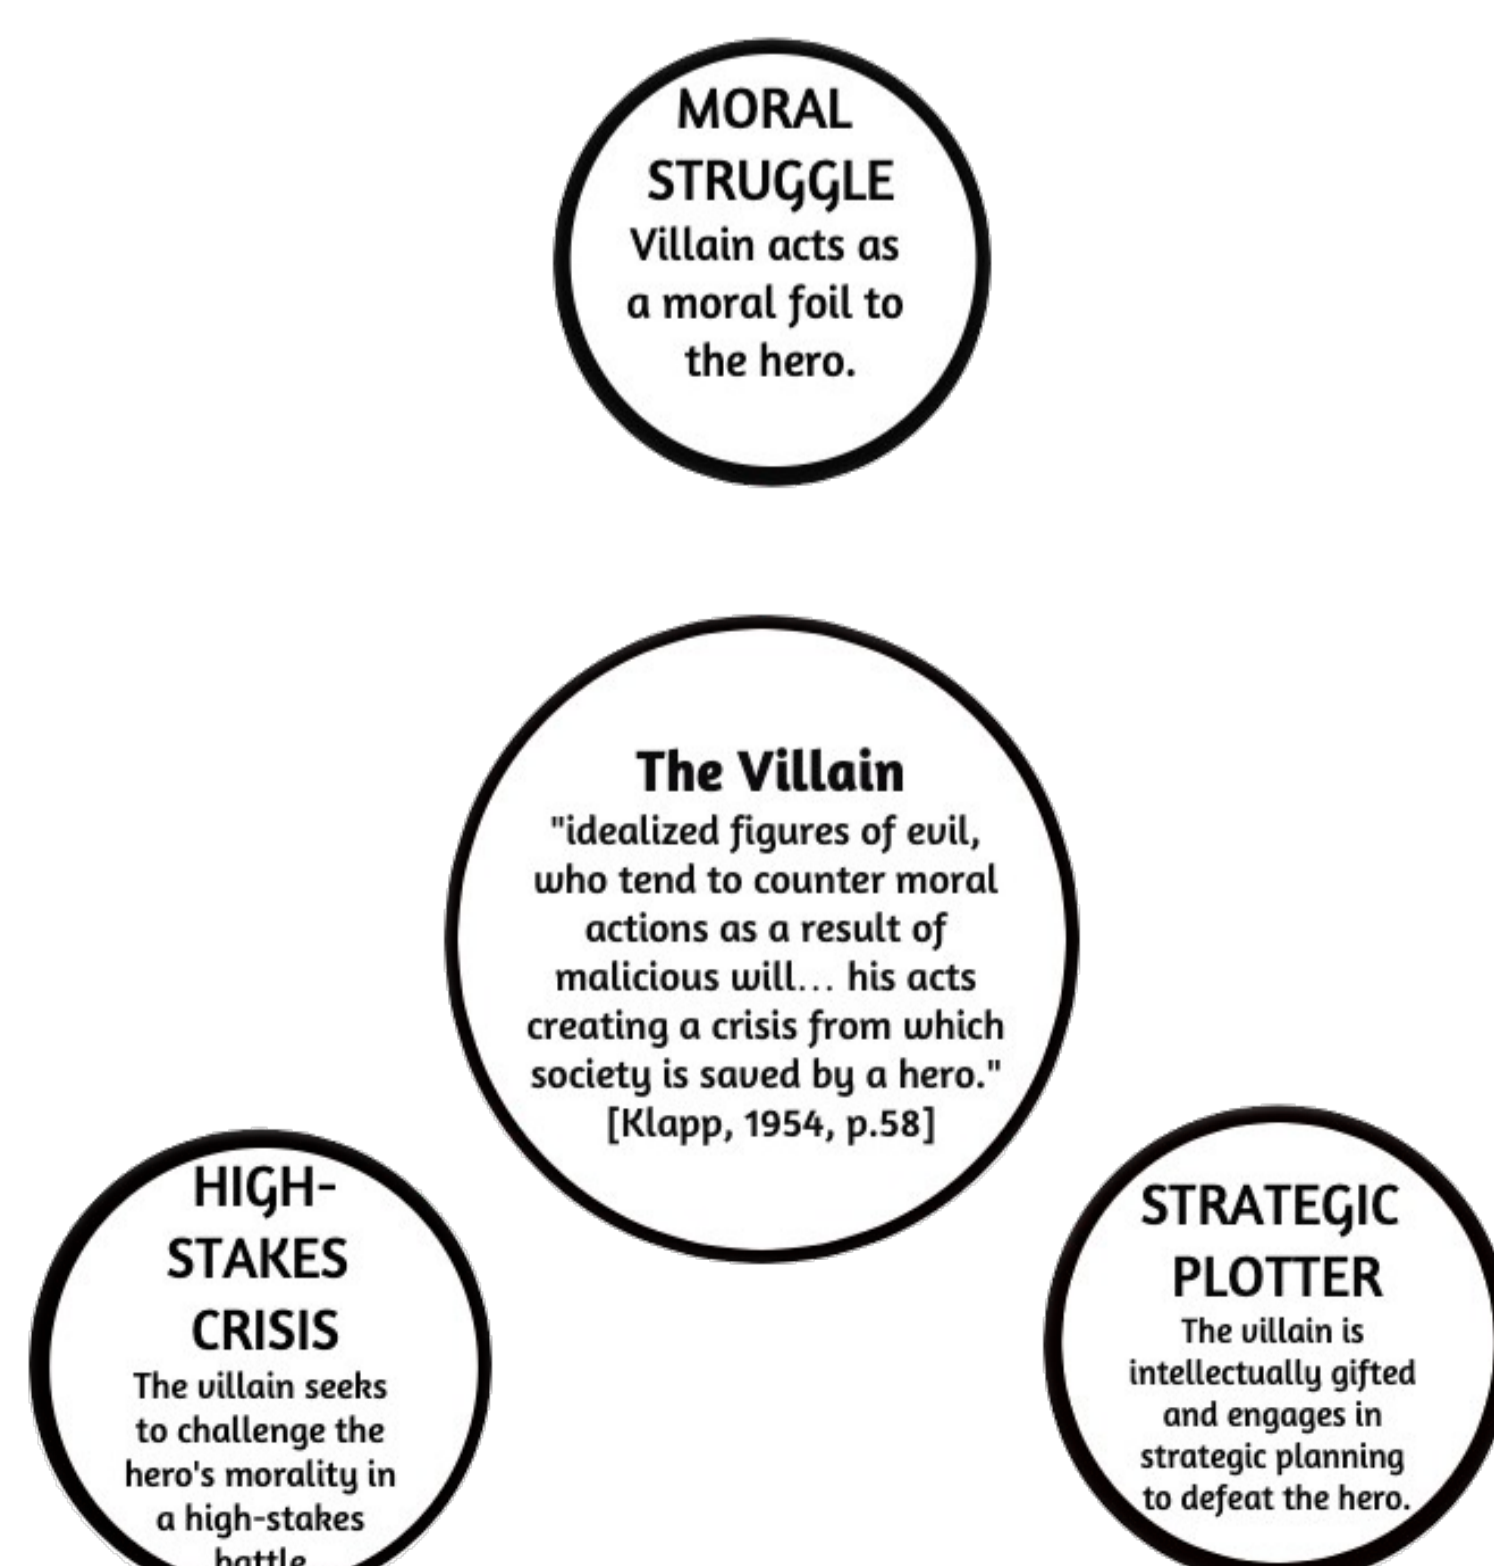 MORAL
STRUGGLE
Villain acts as
a moral foil to
the hero.
The Villain
"idealized figures of evil,
who tend to counter moral
actions as a result of
malicious will... his acts
creating a crisis from which
society is saved by a hero."
[Klapp, 1954, p.58]
HIGH-
STAKES
CRISIS
The villain seeks
to challenge the
hero's morality in
a high-stakes
battle
STRATEGIC
PLOTTER
The villain is
intellectually gifted
and engages in
strategic planning
to defeat the hero.